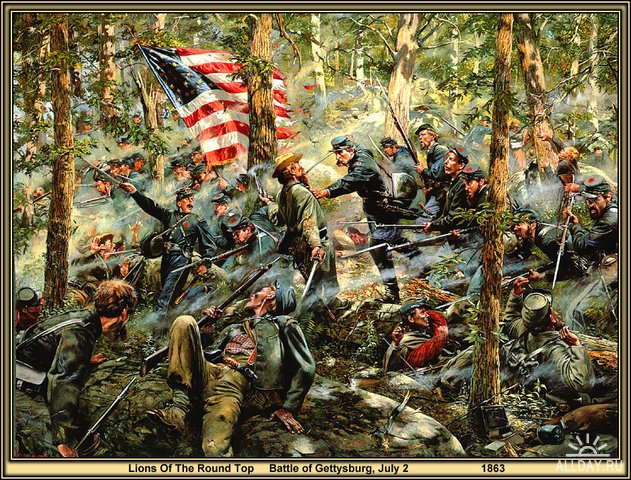 Lions Of The Round Top Battle of Gettysburg, July 2 1863
ALLDAY.RU